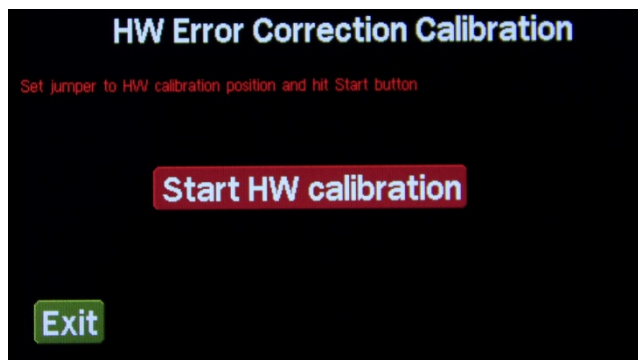 HW Error Correction Calibration
Set jumper to HW calibration position and hit Start button
Start HW calibration
Exit